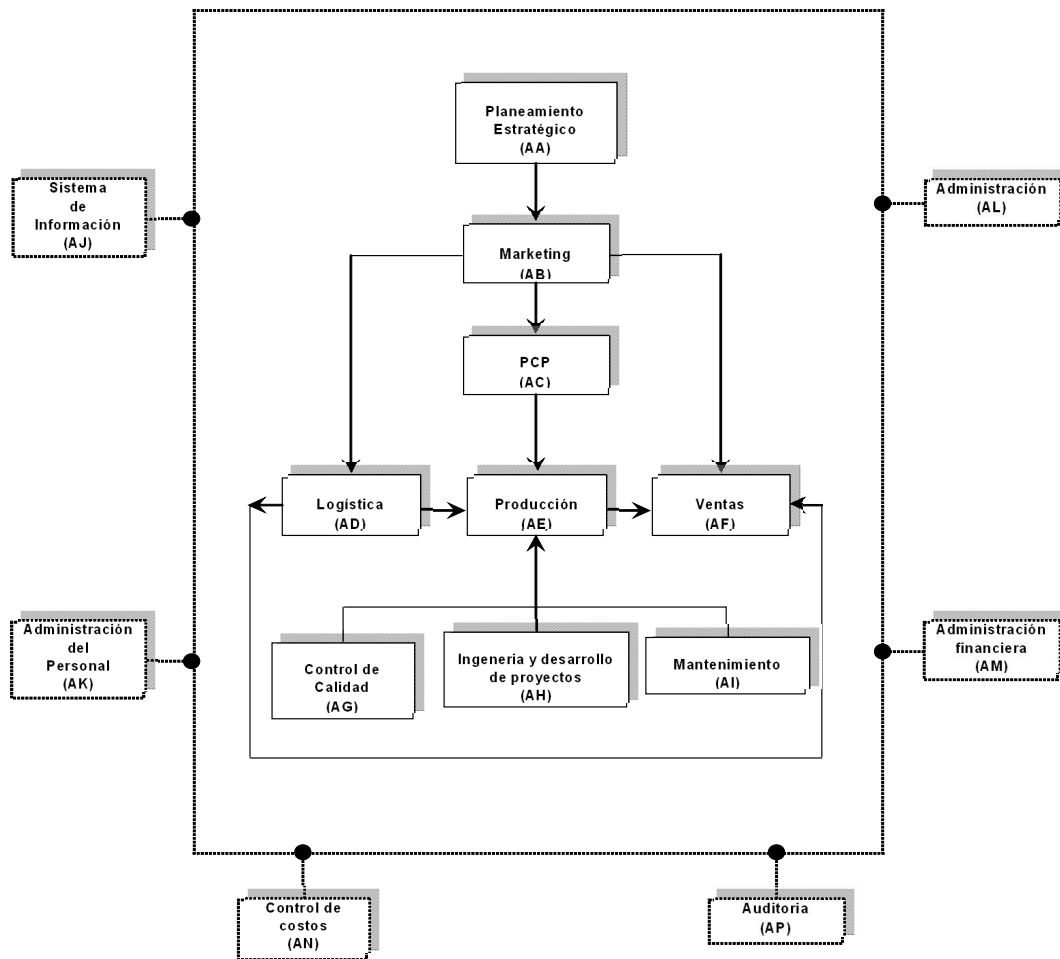 Planeamiento
Estratégico
(AA)
Sistema
de
Información
(AJ)
Administración
(AL)
Marketing
(AB)
PCP
(AC)
Logística
(AD)
Producción
(AE)
Ventas
(AF)
Administración
del
Personal
(AK)
Control de
Calidad
(AG)
Ingeneria y desarrollo
de proyectos
(AH)
Mantenimiento
(AI)
Administración
financiera
(AM)
Control de
costos
(AN)
Auditoria
(AP)